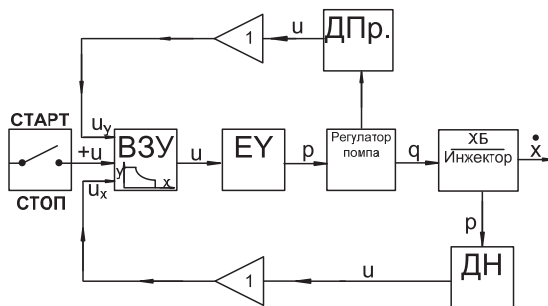 1
u
ДПр.
СТАРТ
u_y
+u
ВЗУ
y
x
u
ЕУ
p
Регулатор
помпа
q
ХБ
Инжектор
ẋ
СТОП
u_x
p
1
u
ДН